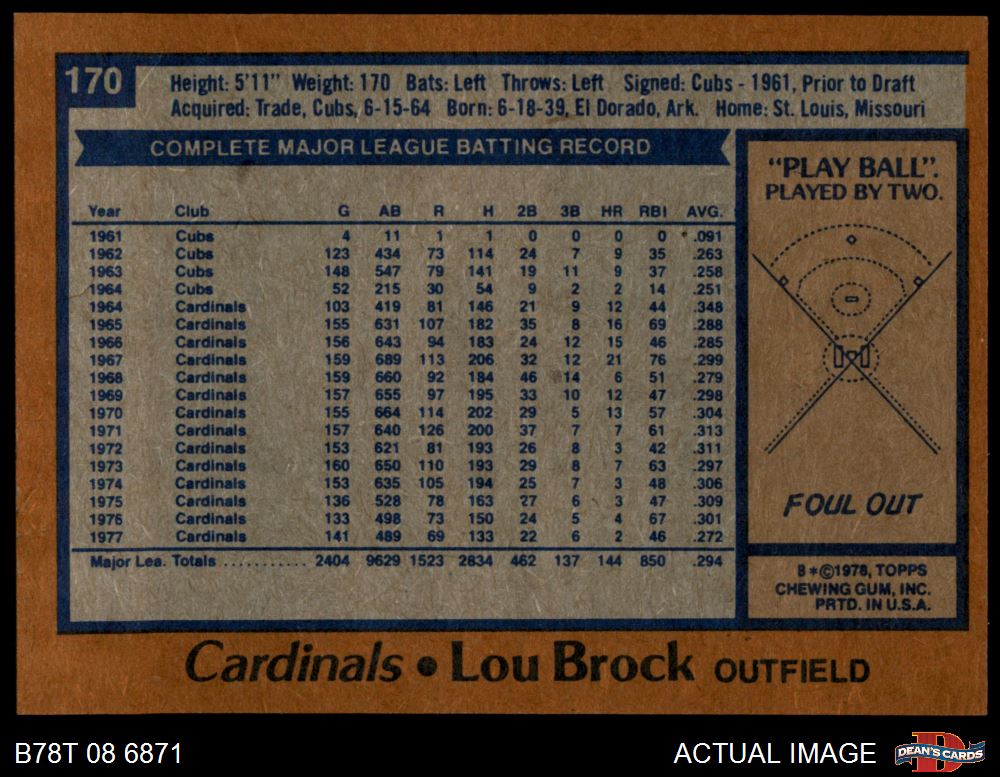 170
Height: 5'11" Weight: 170 Bats: Left Throws: Left Signed: Cubs - 1961, Prior to Draft
Acquired: Trade, Cubs, 6-15-64 Born: 6-18-39, El Dorado, Ark. Home: St. Louis, Missouri
COMPLETE MAJOR LEAGUE BATTING RECORD
Year Club G AB R H 2B 3B HR RBI AVG.
1961 Cubs 4 11 1 1 0 0 0 0 .091
1962 Cubs 123 434 73 114 24 7 9 35 .263
1963 Cubs 148 547 79 141 19 11 9 37 .258
1964 Cubs 52 215 30 54 9 2 2 14 .251
1964 Cardinals 103 419 81 146 21 9 12 44 .348
1965 Cardinals 155 631 107 182 35 8 16 69 .288
1966 Cardinals 156 643 94 183 24 12 15 46 .285
1967 Cardinals 159 689 113 206 32 12 21 76 .299
1968 Cardinals 159 660 92 184 46 14 6 51 .279
1969 Cardinals 157 655 97 195 33 10 12 47 .298
1970 Cardinals 155 664 114 202 29 5 13 57 .304
1971 Cardinals 157 640 126 200 37 7 7 61 .313
1972 Cardinals 153 621 81 193 26 8 3 42 .311
1973 Cardinals 160 650 110 193 29 8 7 63 .297
1974 Cardinals 153 635 105 194 25 7 3 48 .306
1975 Cardinals 136 528 78 163 27 6 3 47 .309
1976 Cardinals 133 498 73 150 24 5 4 67 .301
1977 Cardinals 141 489 69 133 22 6 2 46 .272
Major Lea. Totals ........... 2404 9629 1523 2834 462 137 144 850 .294
"PLAY BALL".
PLAYED BY TWO.
FOUL OUT
B*©1978, TOPPS
CHEWING GUM, INC.
PRTD. IN U.S.A.
Cardinals • Lou Brock OUTFIELD
B78T 08 6871
ACTUAL IMAGE
DEAN'S CARDS